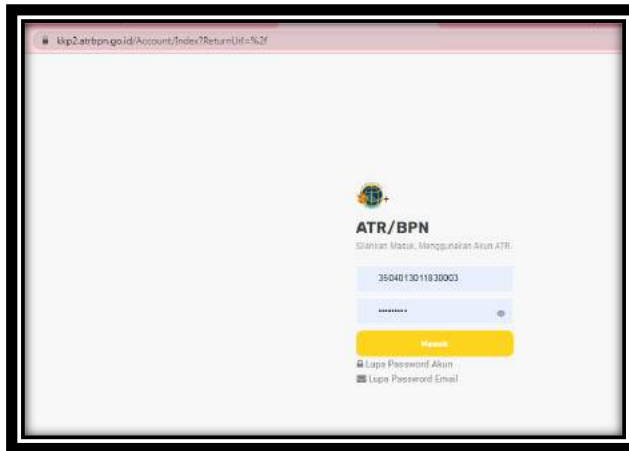 kkp2.atrbpn.go.id/Account/Index?ReturnUrl=%2f
ATR/BPN
Silahkan Masuk, Menggunakan Akun ATR.
3504013011830003
•••••••••
Masuk
Lupa Password Akun
Lupa Password Email